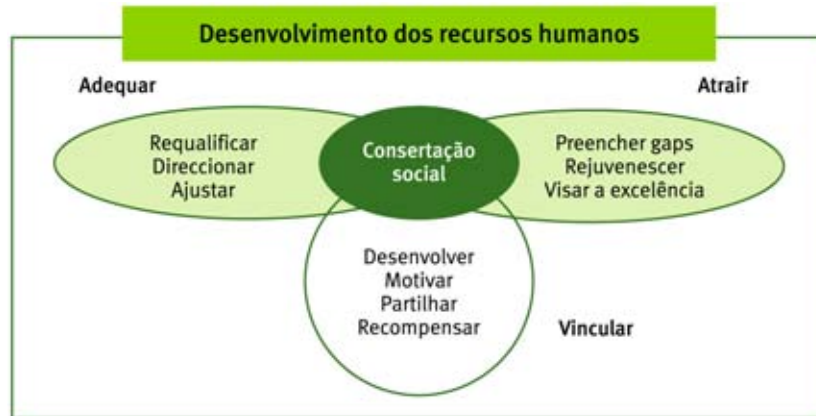 Desenvolvimento dos recursos humanos
Adequar
Atrair
Requalificar
Direccionar
Ajustar
Consertação
social
Preencher gaps
Rejuvenescer
Visar a excelência
Desenvolver
Motivar
Partilhar
Recompensar
Vincular